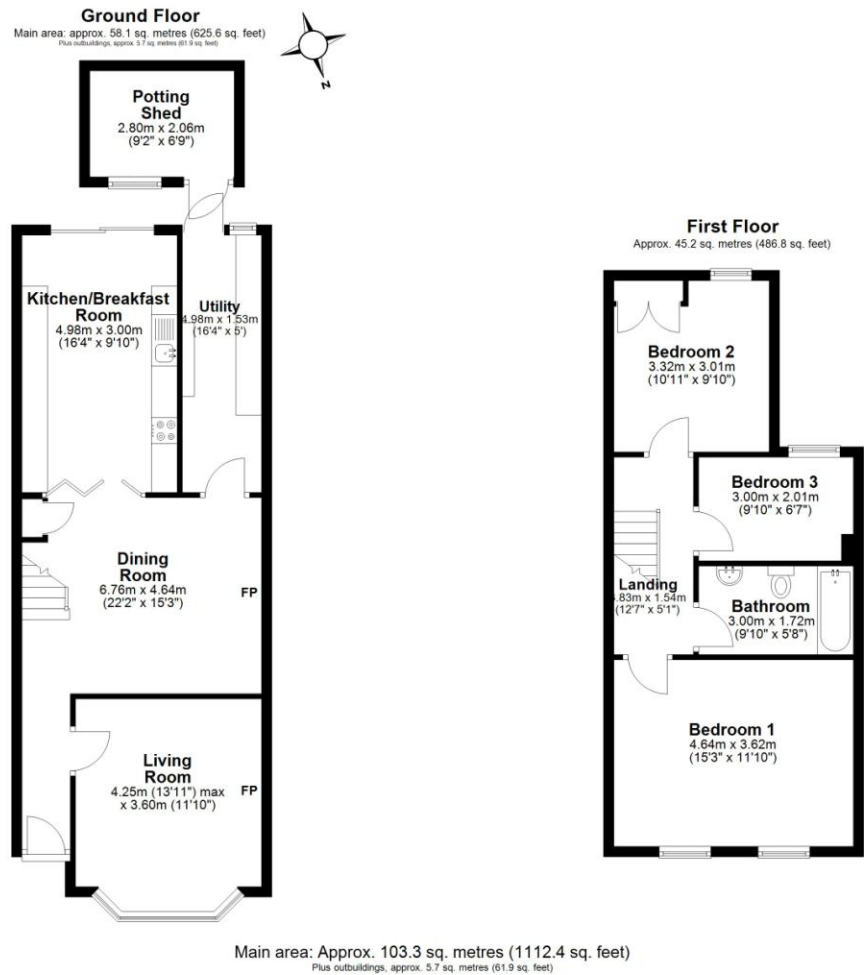 Ground Floor
Main area: approx. 58.1 sq. metres (625.6 sq. feet)
Plus outbuildings, approx. 5.7 sq. metres (61.9 sq. feet)
N
Potting
Shed
2.80m x 2.06m
(9'2" x 6'9")
Kitchen/Breakfast
Room
4.98m x 3.00m
(16'4" x 9'10")
Utility
4.98m x 1.53m
(16'4" x 5')
Dining
Room
6.76m x 4.64m
(22'2" x 15'3")
FP
Living
Room
4.25m (13'11") max
x 3.60m (11'10")
FP
First Floor
Approx. 45.2 sq. metres (486.8 sq. feet)
Bedroom 2
3.32m x 3.01m
(10'11" x 9'10")
Bedroom 3
3.00m x 2.01m
(9'10" x 6'7")
Landing
.83m x 1.54m
(12'7" x 5'1")
Bathroom
3.00m x 1.72m
(9'10" x 5'8")
Bedroom 1
4.64m x 3.62m
(15'3" x 11'10")
Main area: Approx. 103.3 sq. metres (1112.4 sq. feet)
Plus outbuildings, approx. 5.7 sq. metres (61.9 sq. feet)